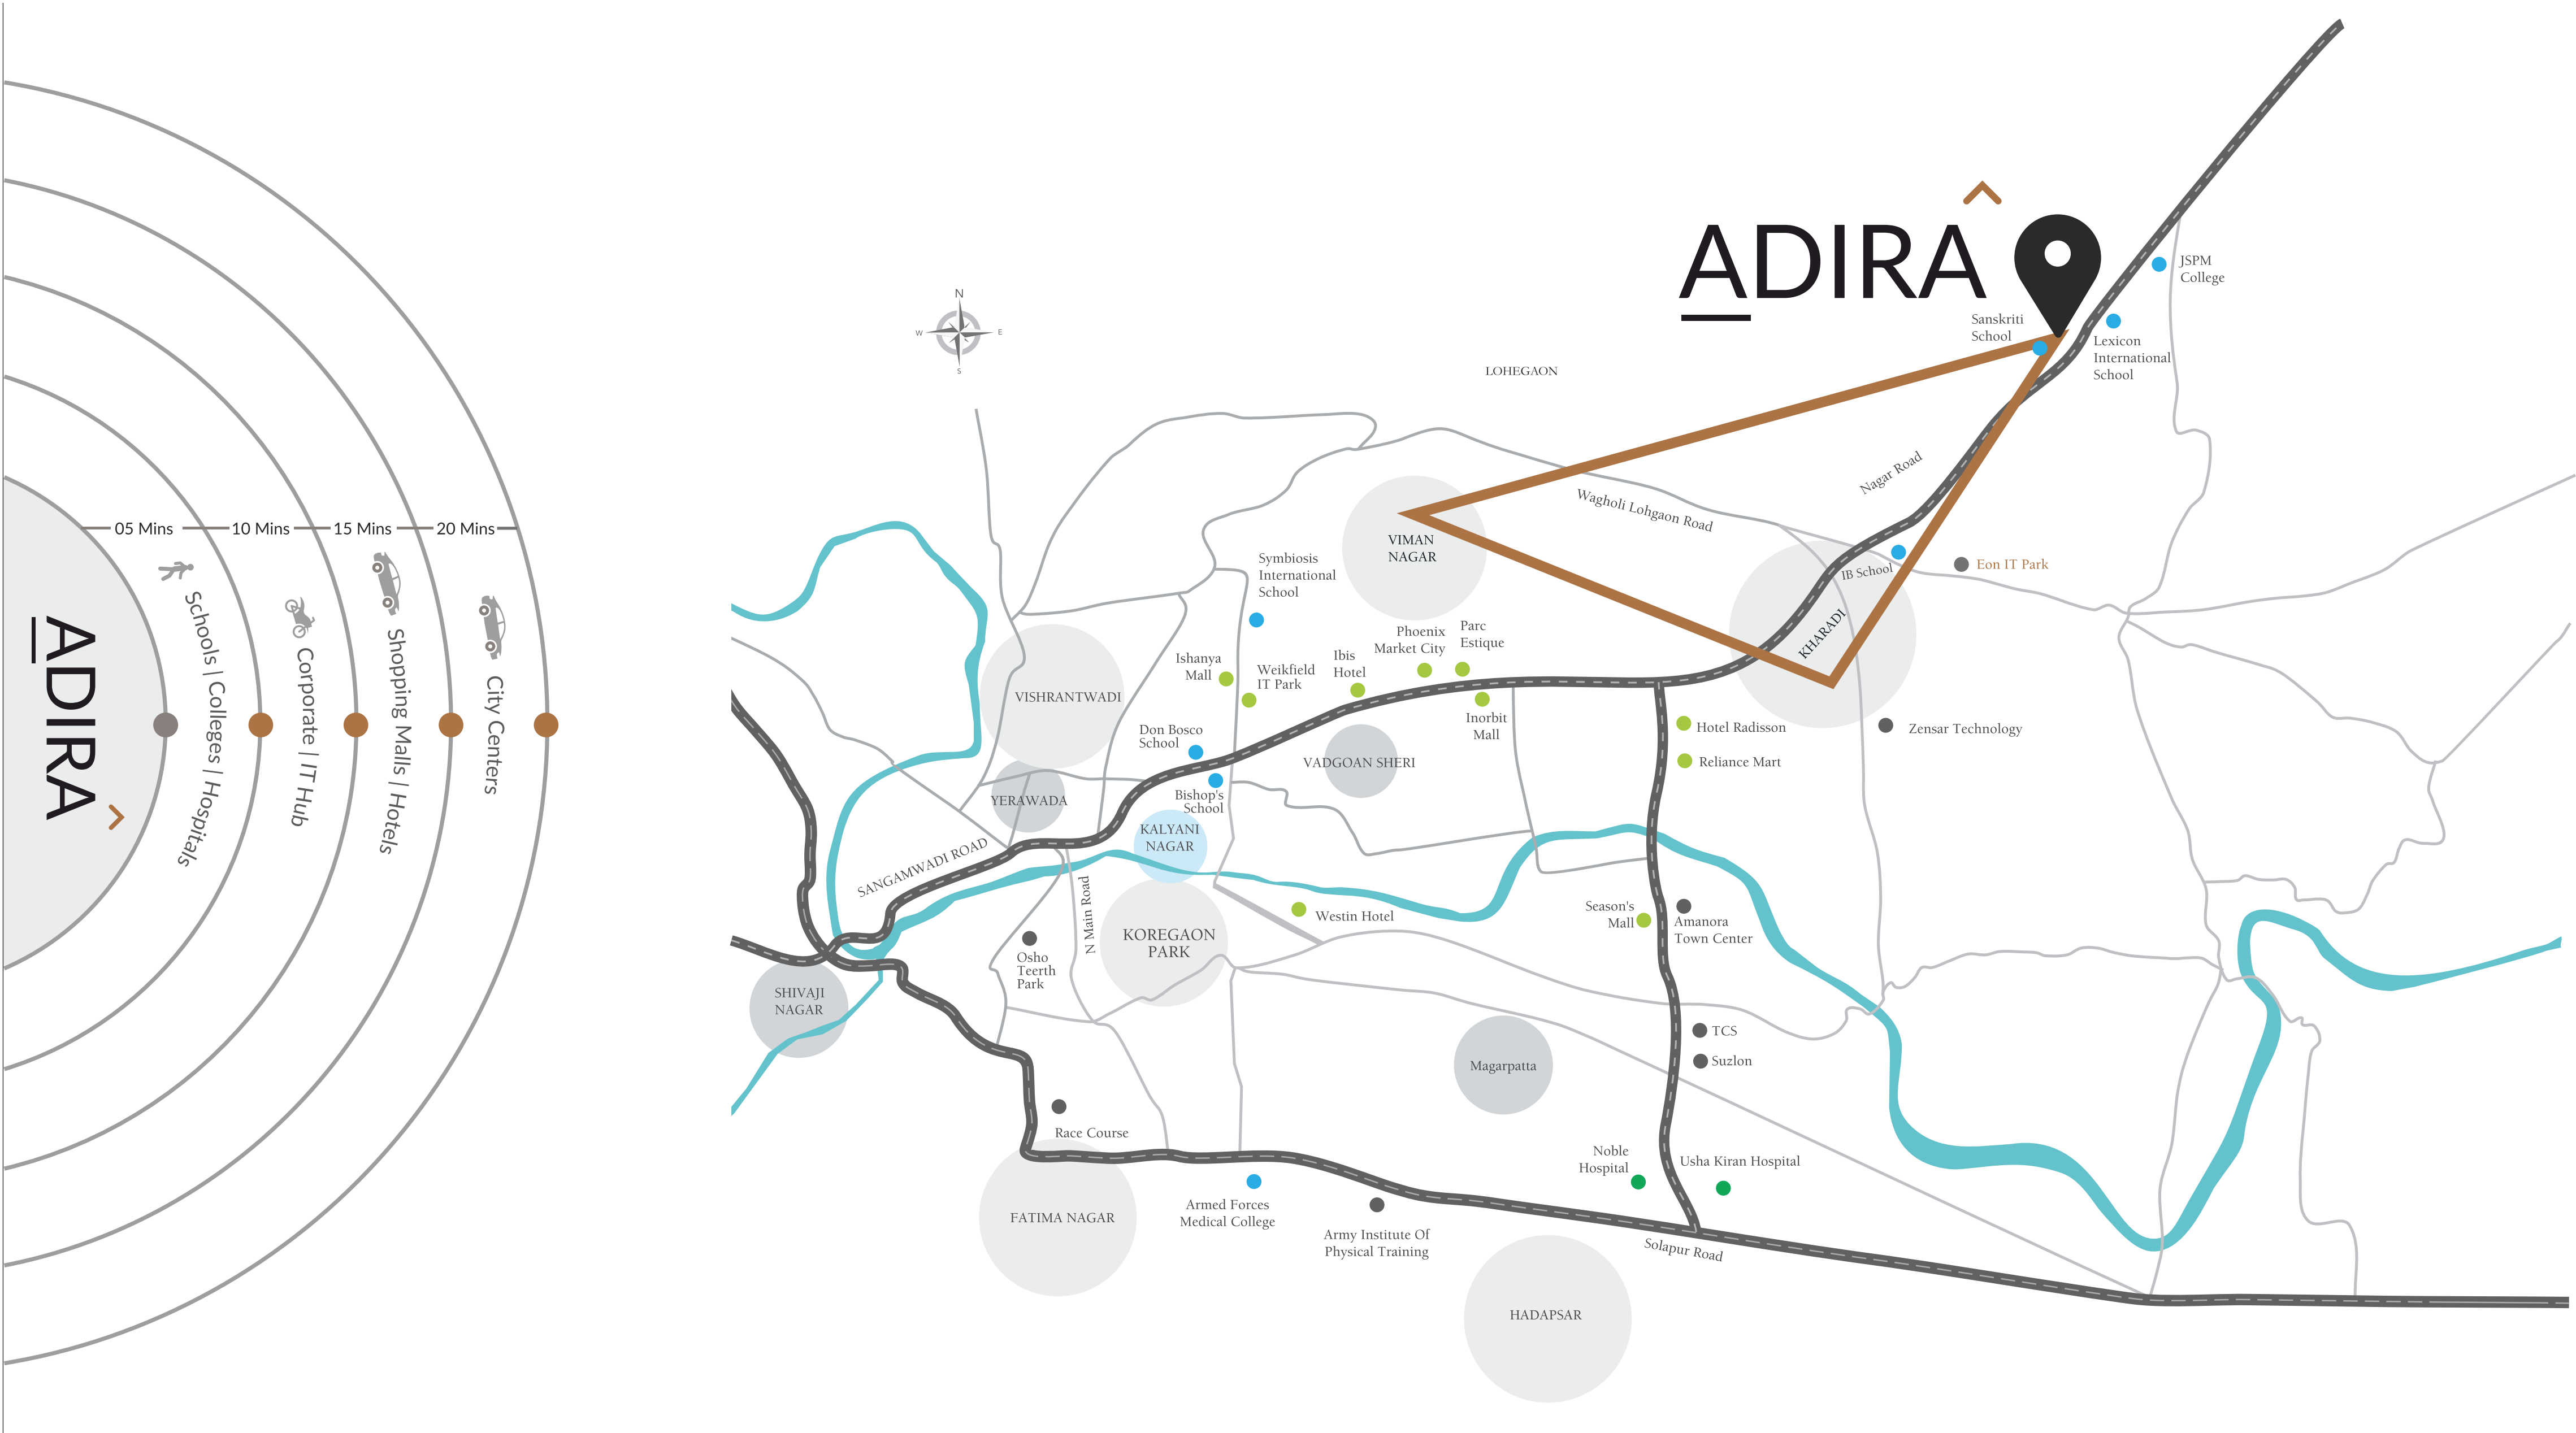 ADIRA
05 Mins
10 Mins
15 Mins
20 Mins
Schools | Colleges | Hospitals
Corporate | IT Hub
Shopping Malls | Hotels
City Centers
N
W
E
S
ADIRA
JSPM
College
Sanskriti
School
Lexicon
International
School
LOHEGAON
Nagar Road
Wagholi Lohgaon Road
VIMAN
NAGAR
IB School
Eon IT Park
KHARADI
Symbiosis
International
School
Parc
Estique
Phoenix
Market City
Ibis
Hotel
Ishanya
Mall
Weikfield
IT Park
VISHRANTWADI
Inorbit
Mall
Hotel Radisson
Zensar Technology
Don Bosco
School
VADGOAN SHERI
Reliance Mart
YERAWADA
Bishop's
School
KALYANI
NAGAR
SANGAMWADI ROAD
N Main Road
Westin Hotel
Season's
Mall
Amanora
Town Center
KOREGAON
PARK
Osho
Teerth
Park
SHIVAJI
NAGAR
TCS
Suzlon
Magarpatta
Race Course
Noble
Hospital
Usha Kiran Hospital
FATIMA NAGAR
Armed Forces
Medical College
Army Institute Of
Physical Training
Solapur Road
HADAPSAR